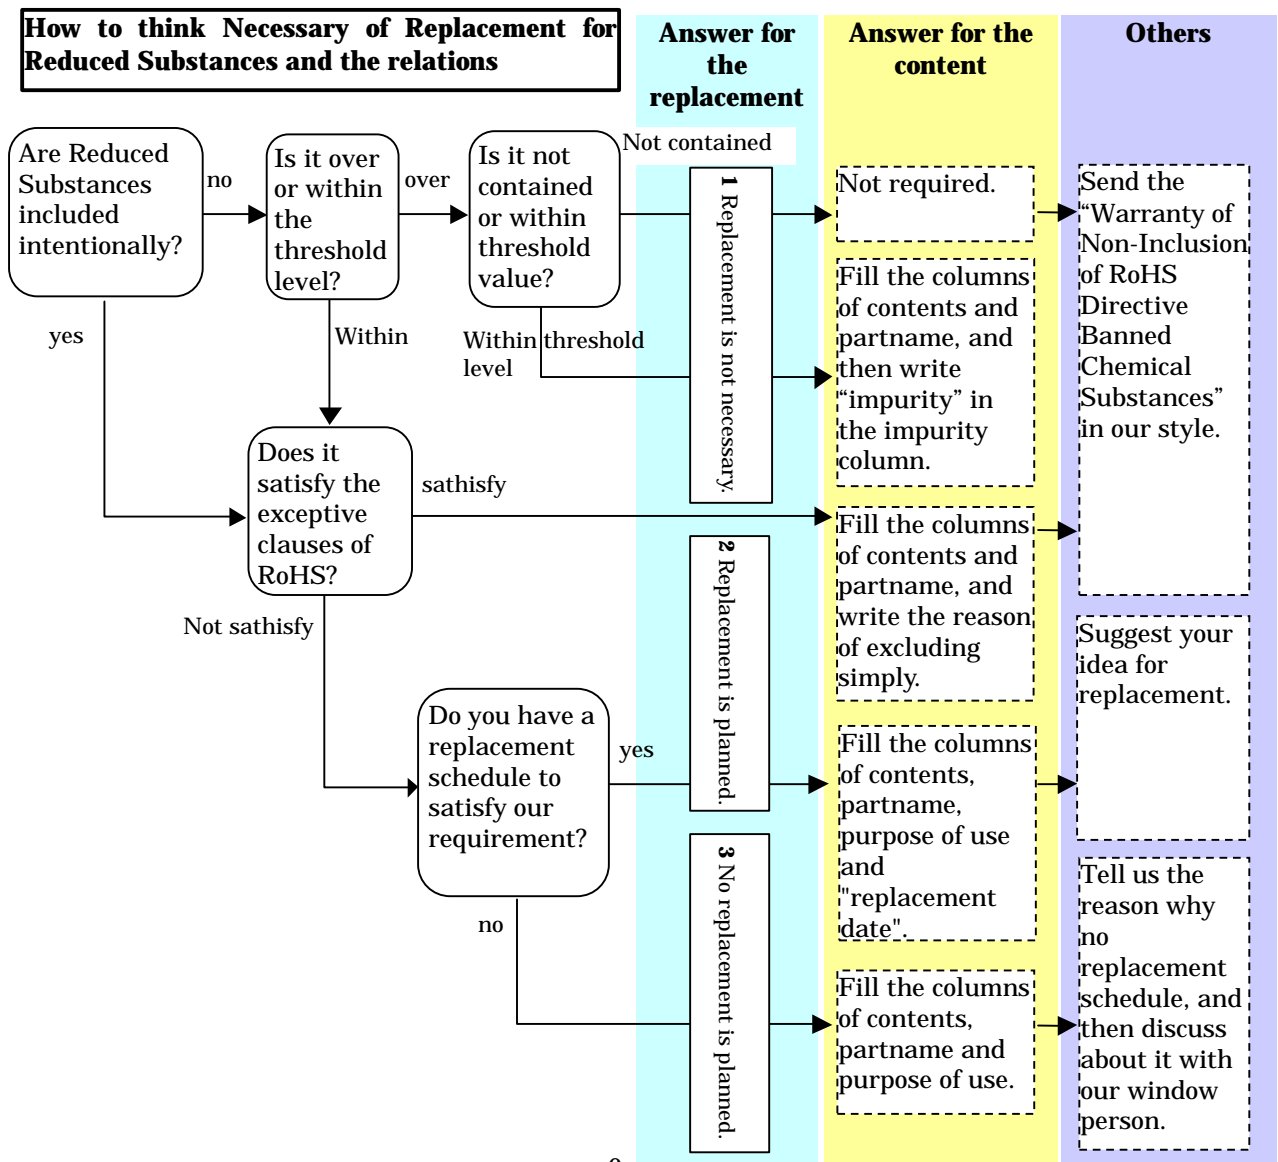 How to think Necessary of Replacement for
Reduced Substances and the relations
Answer for
the
replacement
Answer for the
content
Others
Are Reduced
Substances
included
intentionally?
no
Is it over
or within
the
threshold
level?
over
Is it not
contained
or within
threshold
value?
Not contained
1 Replacement is not necessary.
Not required.
Send the
“Warranty of
Non-Inclusion
of RoHS
Directive
Banned
Chemical
Substances”
in our style.
yes
Within
Within threshold
level
Fill the columns
of contents and
partname, and
then write
“impurity” in
the impurity
column.
Does it
satisfy the
exceptive
clauses of
RoHS?
sathisfy
Fill the columns
of contents and
partname, and
write the reason
of excluding
simply.
Not sathisfy
Do you have a
replacement
schedule to
satisfy our
requirement?
yes
2 Replacement is planned.
Fill the columns
of contents,
partname,
purpose of use
and
"replacement
date".
Suggest your
idea for
replacement.
no
3 No replacement is planned.
Fill the columns
of contents,
partname and
purpose of use.
Tell us the
reason why
no
replacement
schedule, and
then discuss
about it with
our window
person.